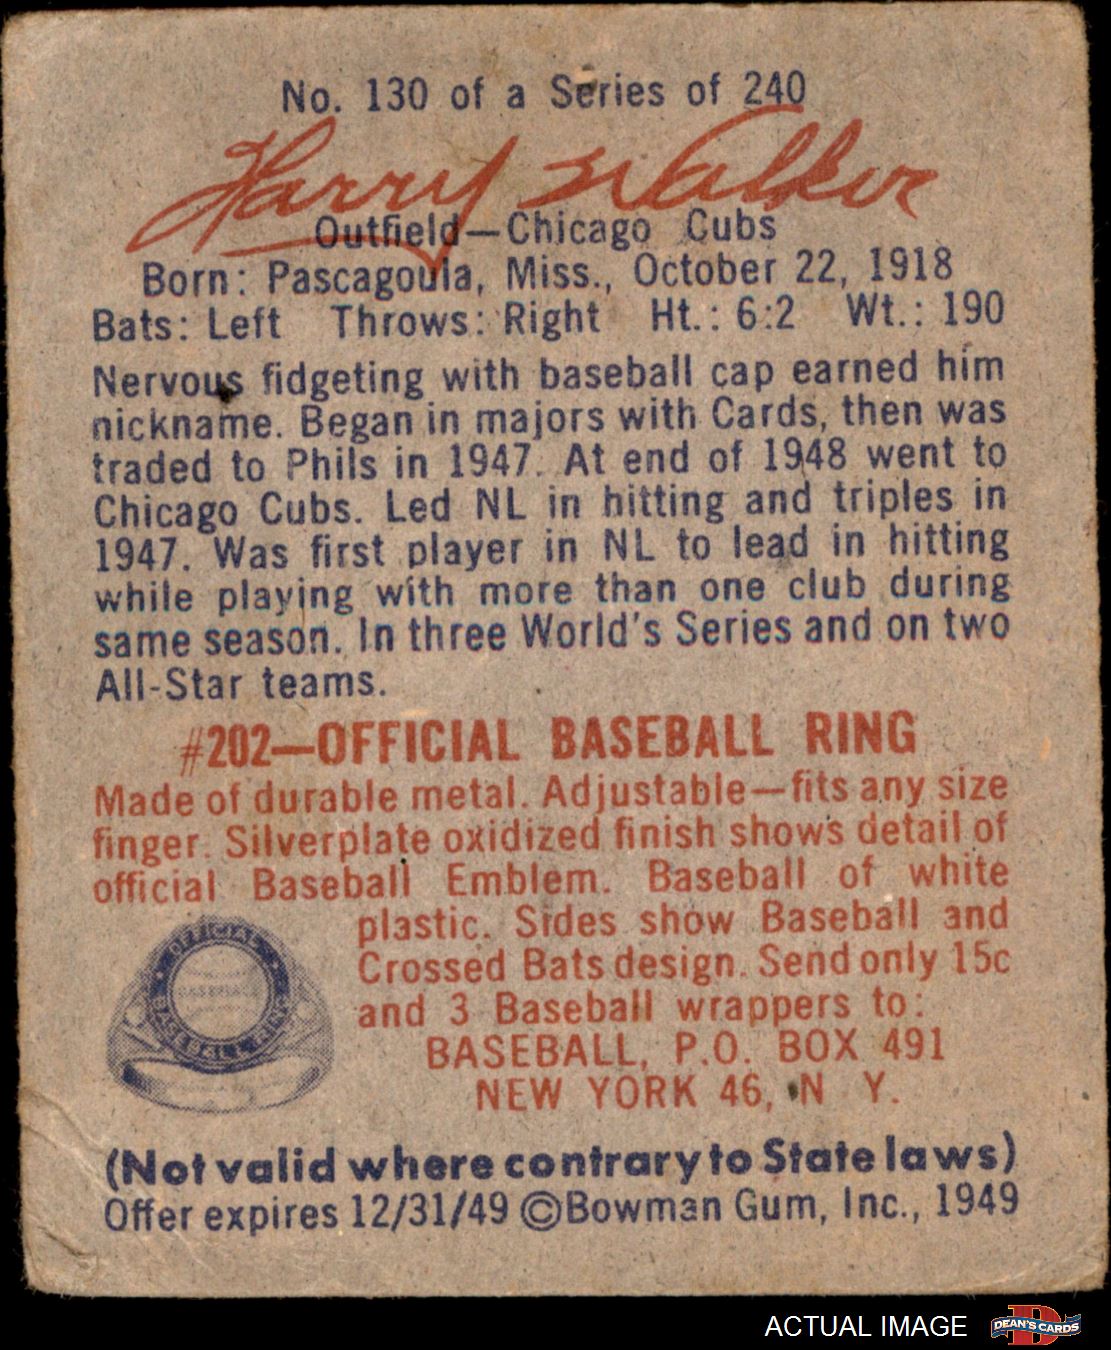 No. 130 of a Series of 240
Harry Walker
Outfield—Chicago Cubs
Born: Pascagoula, Miss., October 22, 1918
Bats: Left Throws: Right Ht.: 6:2 Wt.: 190
Nervous fidgeting with baseball cap earned him
nickname. Began in majors with Cards, then was
traded to Phils in 1947. At end of 1948 went to
Chicago Cubs. Led NL in hitting and triples in
1947. Was first player in NL to lead in hitting
while playing with more than one club during
same season. In three World's Series and on two
All-Star teams.
#202—OFFICIAL BASEBALL RING
Made of durable metal. Adjustable—fits any size
finger. Silverplate oxidized finish shows detail of
official Baseball Emblem. Baseball of white
plastic. Sides show Baseball and
Crossed Bats design. Send only 15c
and 3 Baseball wrappers to:
BASEBALL, P.O. BOX 491
NEW YORK 46, N Y.
OFFICIAL
BASEBALL
BASEBALL RING
(Not valid where contrary to State laws)
Offer expires 12/31/49 ©Bowman Gum, Inc., 1949
ACTUAL IMAGE
DEAN'S CARDS